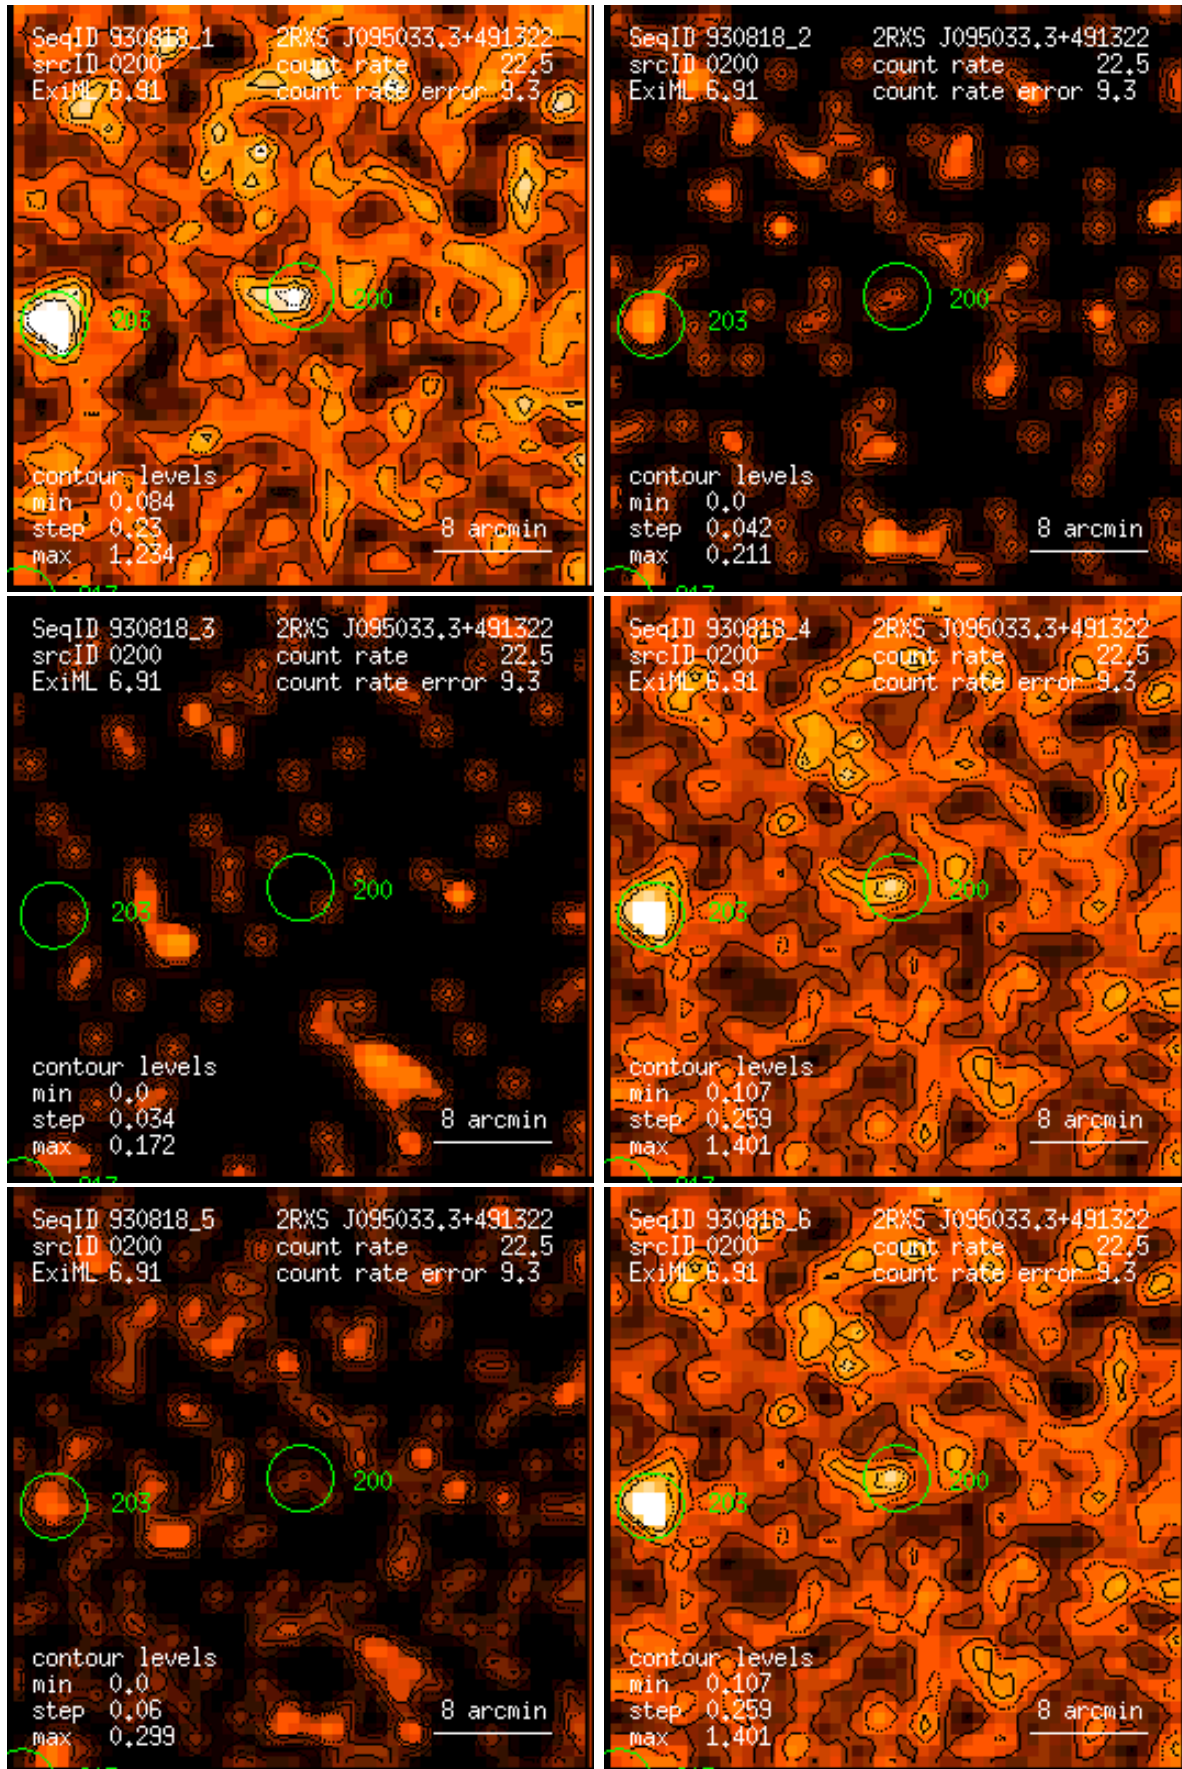 SeqID 930818_1 2RXS J095033.3+491322
srcID 0200 count rate 22.5
ExiML 6.91 count rate error 9.3
200
203
contour levels
min 0.084
step 0.23
max 1.234
8 arcmin
SeqID 930818_2 2RXS J095033.3+491322
srcID 0200 count rate 22.5
ExiML 6.91 count rate error 9.3
200
203
contour levels
min 0.0
step 0.042
max 0.211
8 arcmin
SeqID 930818_3 2RXS J095033.3+491322
srcID 0200 count rate 22.5
ExiML 6.91 count rate error 9.3
200
203
contour levels
min 0.0
step 0.034
max 0.172
8 arcmin
SeqID 930818_4 2RXS J095033.3+491322
srcID 0200 count rate 22.5
ExiML 6.91 count rate error 9.3
200
203
contour levels
min 0.107
step 0.259
max 1.401
8 arcmin
SeqID 930818_5 2RXS J095033.3+491322
srcID 0200 count rate 22.5
ExiML 6.91 count rate error 9.3
200
203
contour levels
min 0.0
step 0.06
max 0.299
8 arcmin
SeqID 930818_6 2RXS J095033.3+491322
srcID 0200 count rate 22.5
ExiML 6.91 count rate error 9.3
200
203
contour levels
min 0.107
step 0.259
max 1.401
8 arcmin